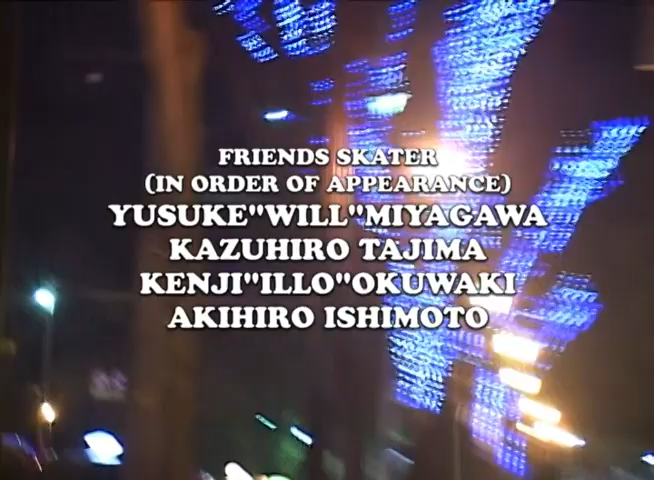 FRIENDS SKATER
(IN ORDER OF APPEARANCE)
YUSUKE"WILL"MIYAGAWA
KAZUHIRO TAJIMA
KENJI"ILLO"OKUWAKI
AKIHIRO ISHIMOTO